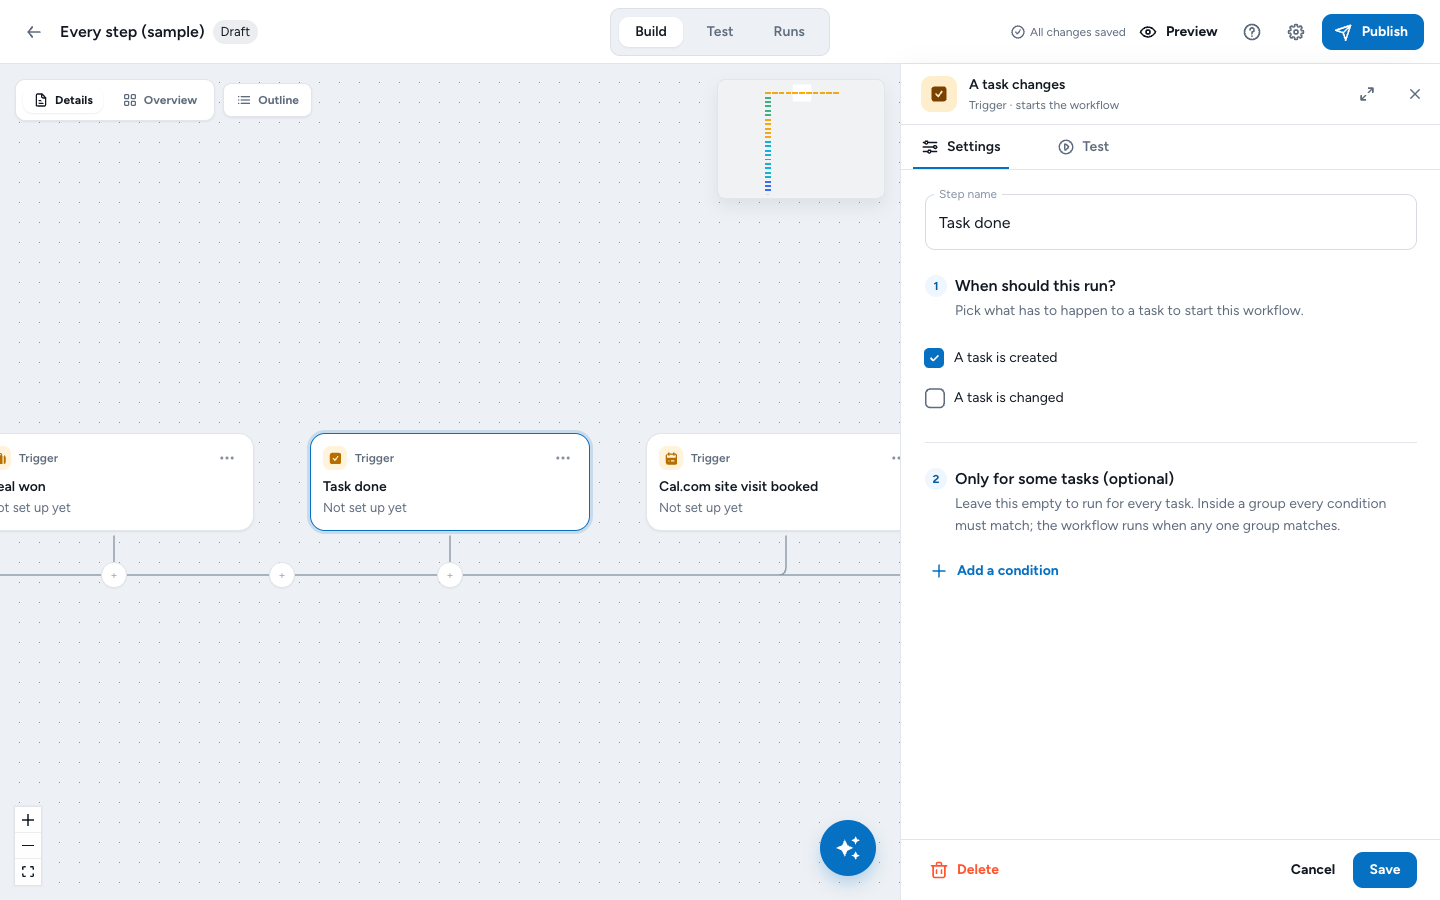 Every step (sample)
Draft
Build
Test
Runs
All changes saved
Preview
Publish
Details
Overview
Outline
A task changes
Trigger · starts the workflow
Settings
Test
Step name
Task done
1
When should this run?
Pick what has to happen to a task to start this workflow.
A task is created
A task is changed
2
Only for some tasks (optional)
Leave this empty to run for every task. Inside a group every condition
must match; the workflow runs when any one group matches.
Add a condition
Trigger
eal won
ot set up yet
Trigger
Task done
Not set up yet
Trigger
Cal.com site visit booked
Not set up yet
Delete
Cancel
Save